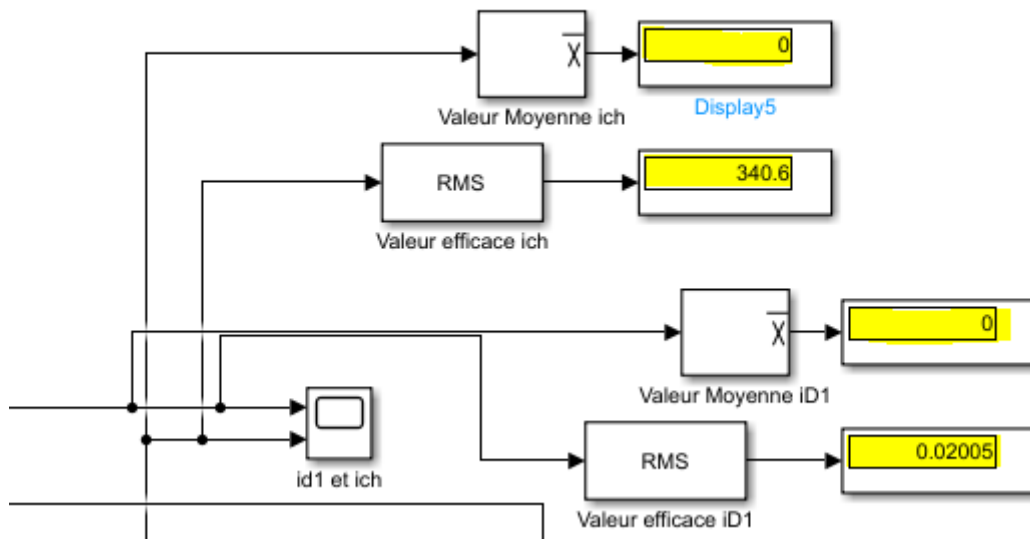 X
0
Valeur Moyenne ich
Display5
RMS
340.6
Valeur efficace ich
X
0
Valeur Moyenne iD1
id1 et ich
RMS
0.02005
Valeur efficace iD1